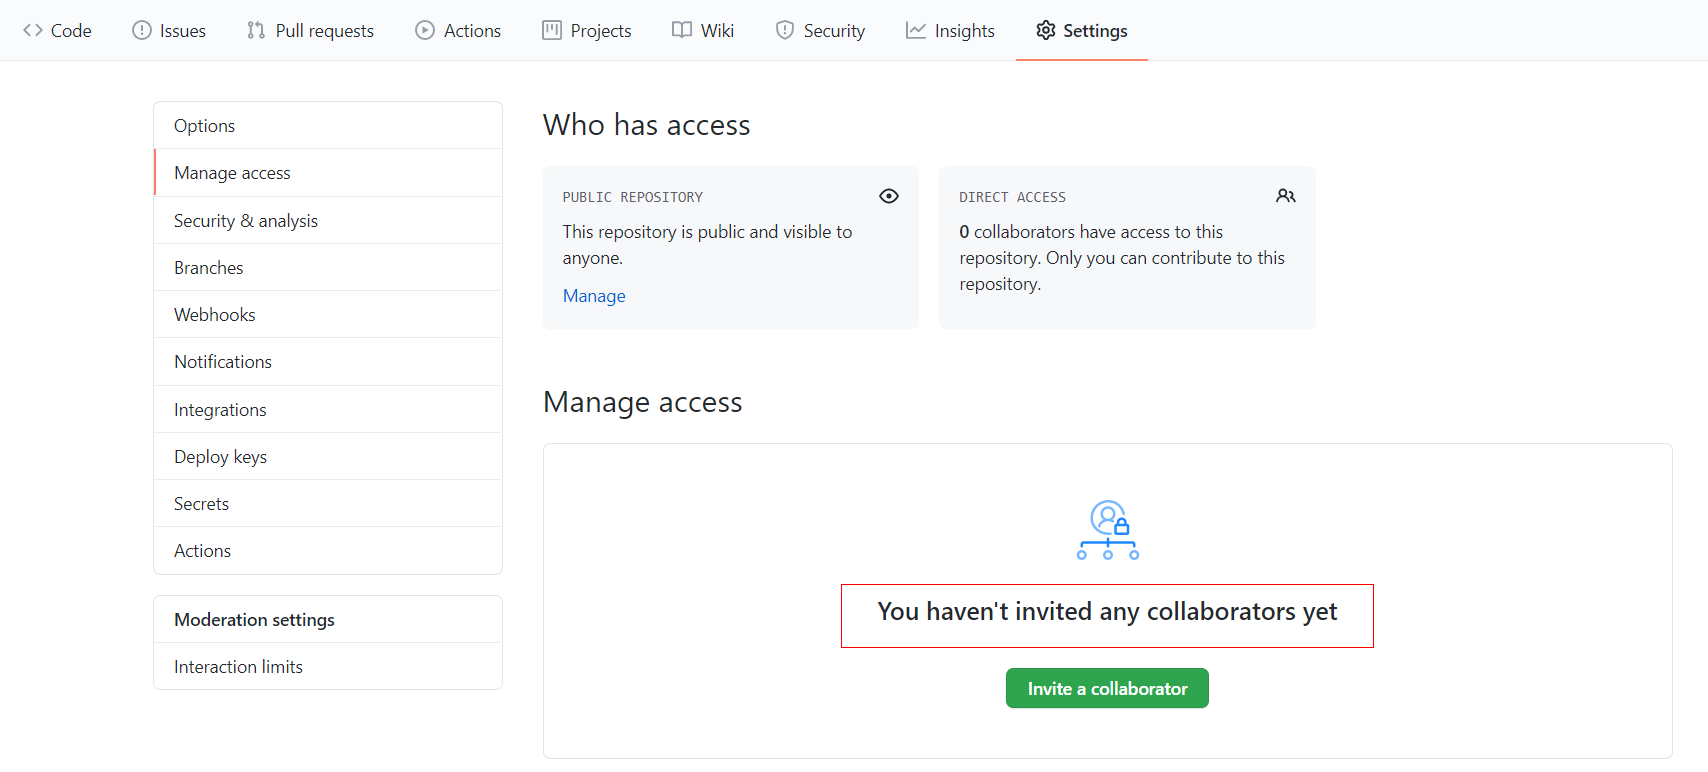 Code Issues Pull requests Actions Projects Wiki Security Insights Settings
Options
Manage access
Security & analysis
Branches
Webhooks
Notifications
Integrations
Deploy keys
Secrets
Actions
Moderation settings
Interaction limits
Who has access
PUBLIC REPOSITORY
This repository is public and visible to
anyone.
Manage
DIRECT ACCESS
0 collaborators have access to this
repository. Only you can contribute to this
repository.
Manage access
You haven't invited any collaborators yet
Invite a collaborator